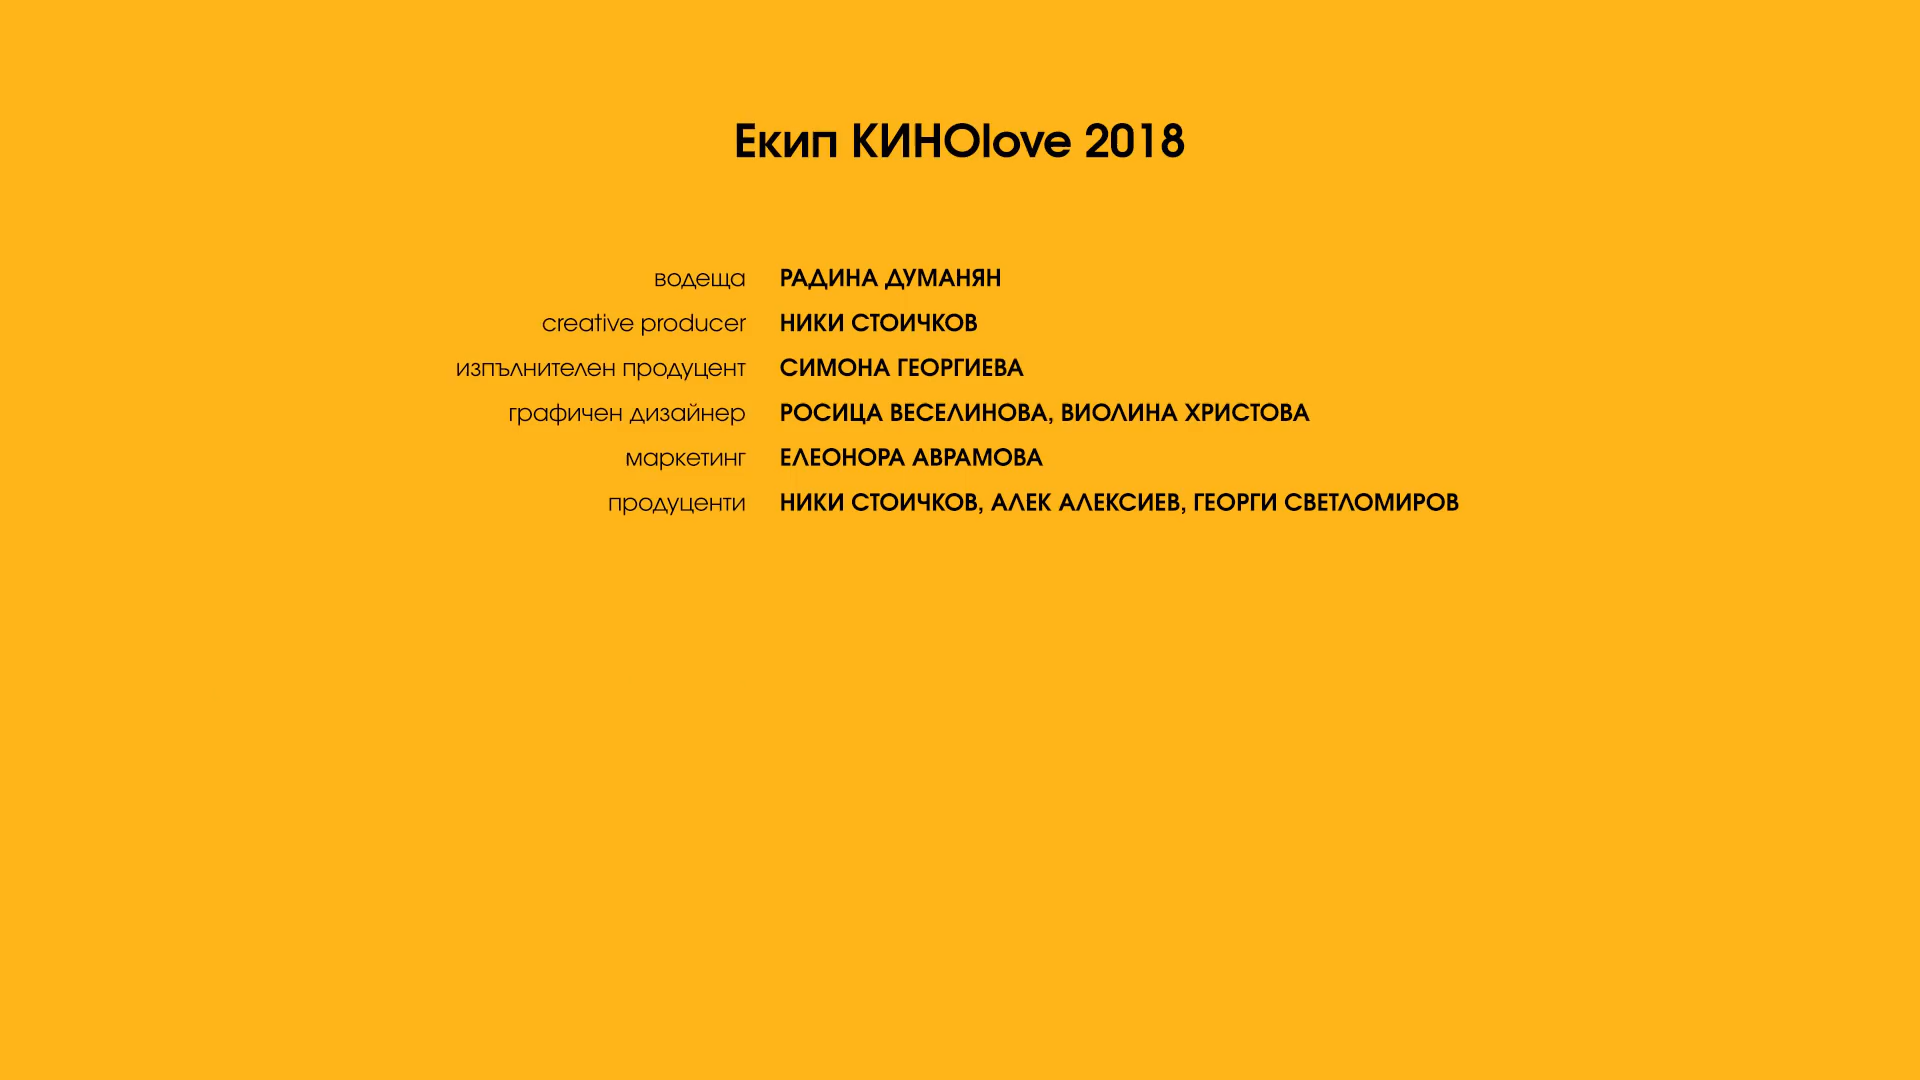 Екип КИНОlove 2018
водеща РАДИНА ДУМАНЯН
creative producer НИКИ СТОИЧКОВ
изпълнителен продуцент СИМОНА ГЕОРГИЕВА
графичен дизайнер РОСИЦА ВЕСЕЛИНОВА, ВИОЛИНА ХРИСТОВА
маркетинг ЕЛЕОНОРА АВРАМОВА
продуценти НИКИ СТОИЧКОВ, АЛЕК АЛЕКСИЕВ, ГЕОРГИ СВЕТЛОМИРОВ